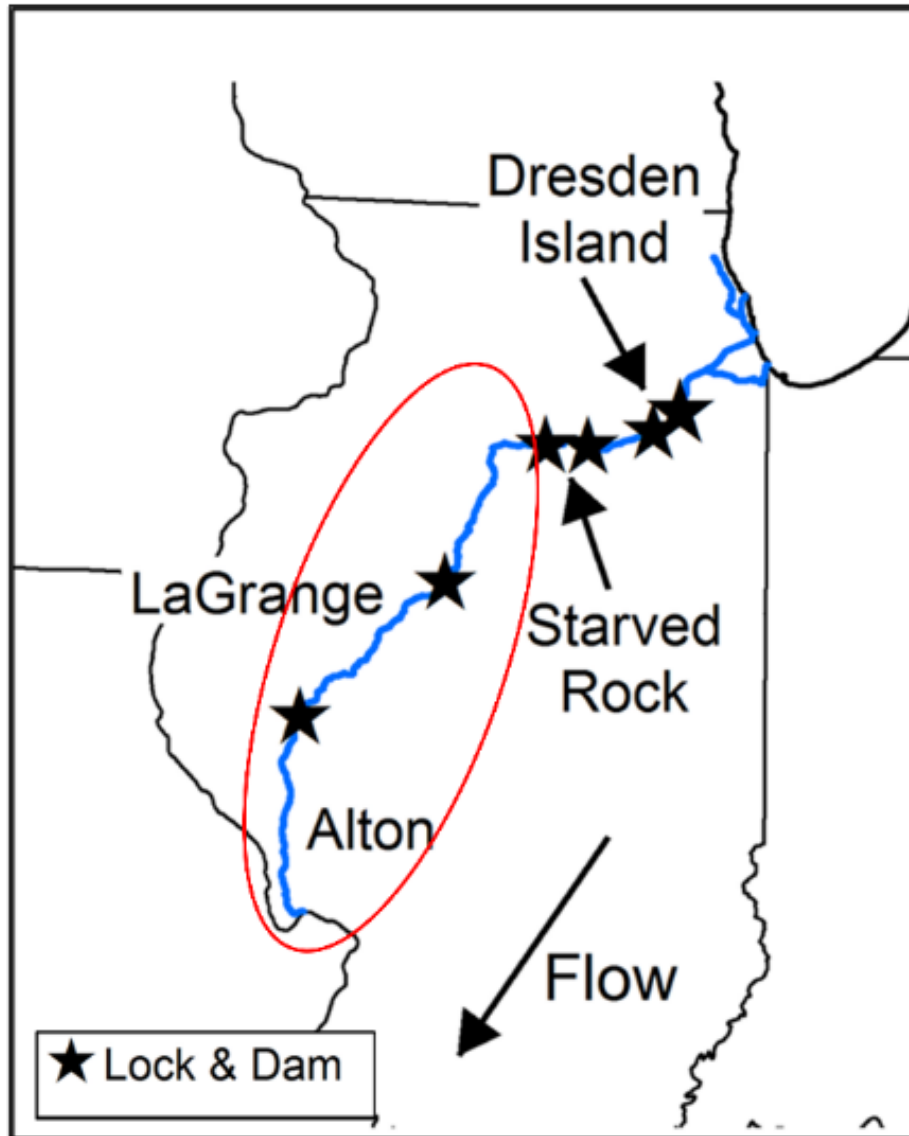 Dresden
Island
LaGrange
Starved
Rock
Alton
Flow
Lock & Dam